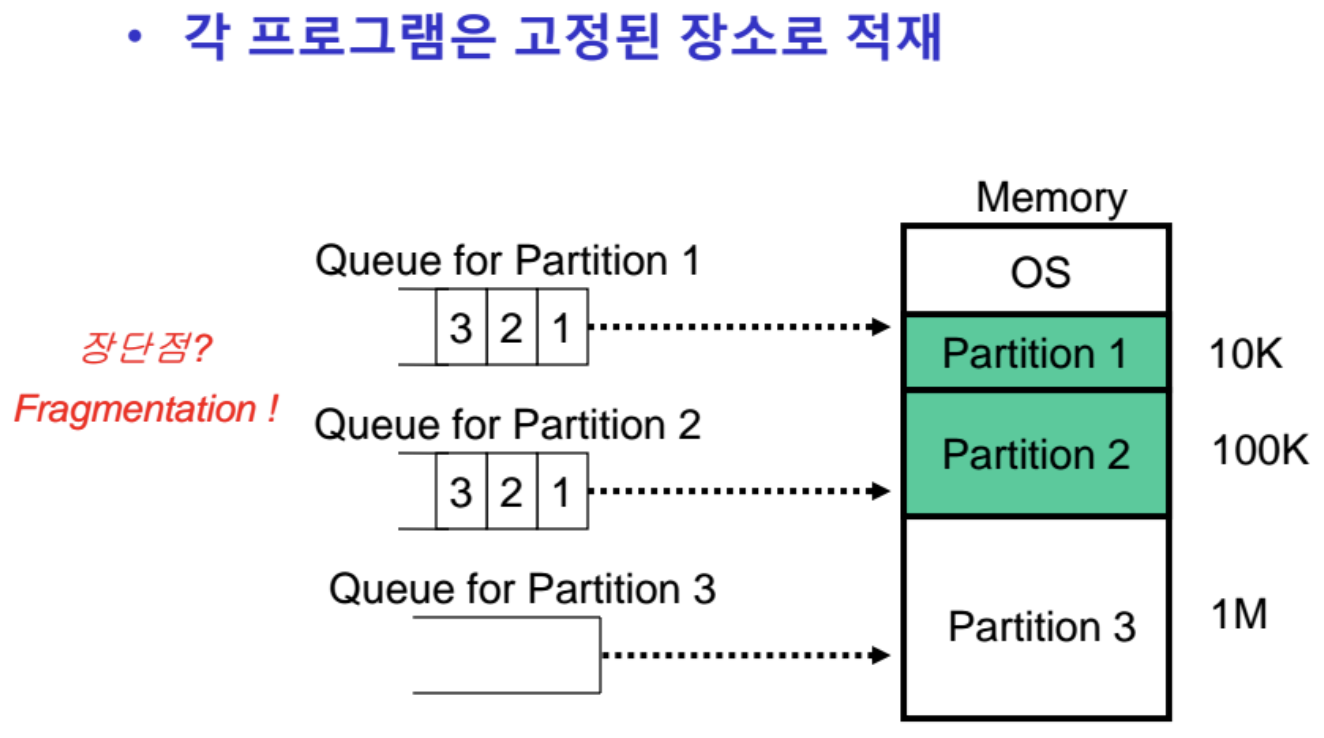 • 각 프로그램은 고정된 장소로 적재
Memory
Queue for Partition 1
OS
3 2 1
장단점?
Partition 1
10K
Fragmentation !
Queue for Partition 2
Partition 2
100K
3 2 1
Queue for Partition 3
Partition 3
1M